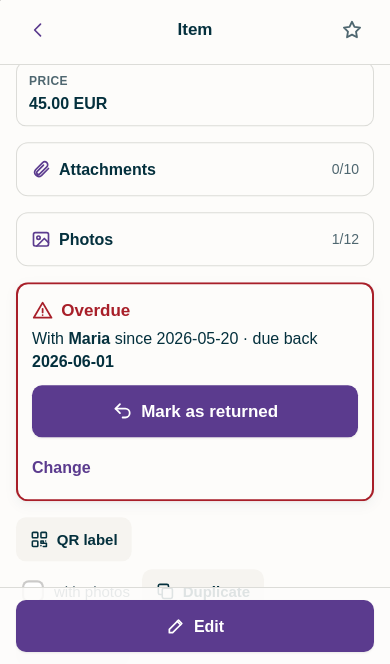 Item
PRICE
45.00 EUR
Attachments 0/10
Photos 1/12
Overdue
With Maria since 2026-05-20 · due back
2026-06-01
Mark as returned
Change
QR label
with photos Duplicate
Edit